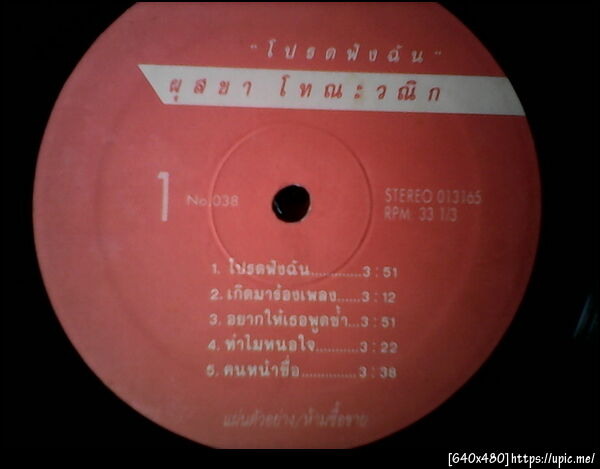 "โปรดฟังฉัน"
ผุสชา โทณะวณิก
1
No. 038
STEREO 013165
RPM: 33 1/3
1. โปรดฟังฉัน............3:51
2. เกิดมาร้องเพลง......3:12
3. อยากให้เธอพูดซ้ำ...3:51
4. ทำไมหนอใจ..........3:22
5. คนหน้าซื่อ.............3:38
แผ่นตัวอย่าง/ห้ามซื้อขาย
[640x480]https://upic.me/